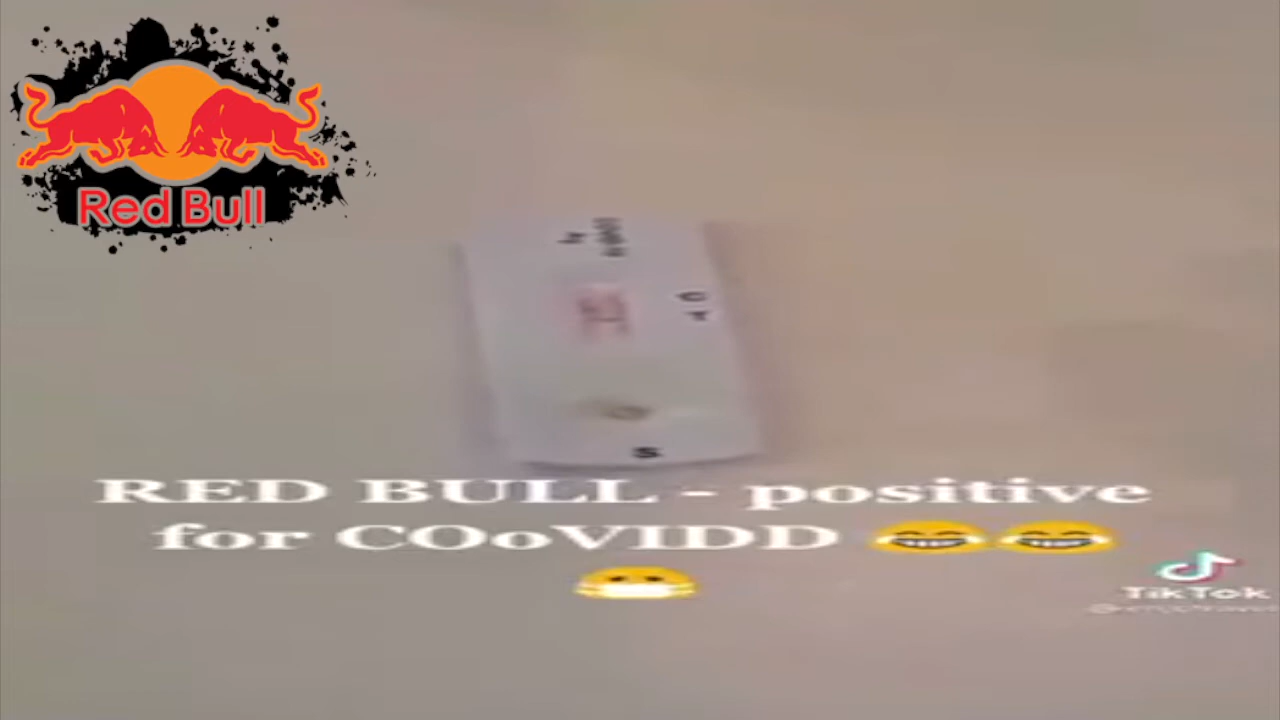 Red Bull
C
T
S
RED BULL - positive
for COoVIDD 😂😂
😷
TikTok